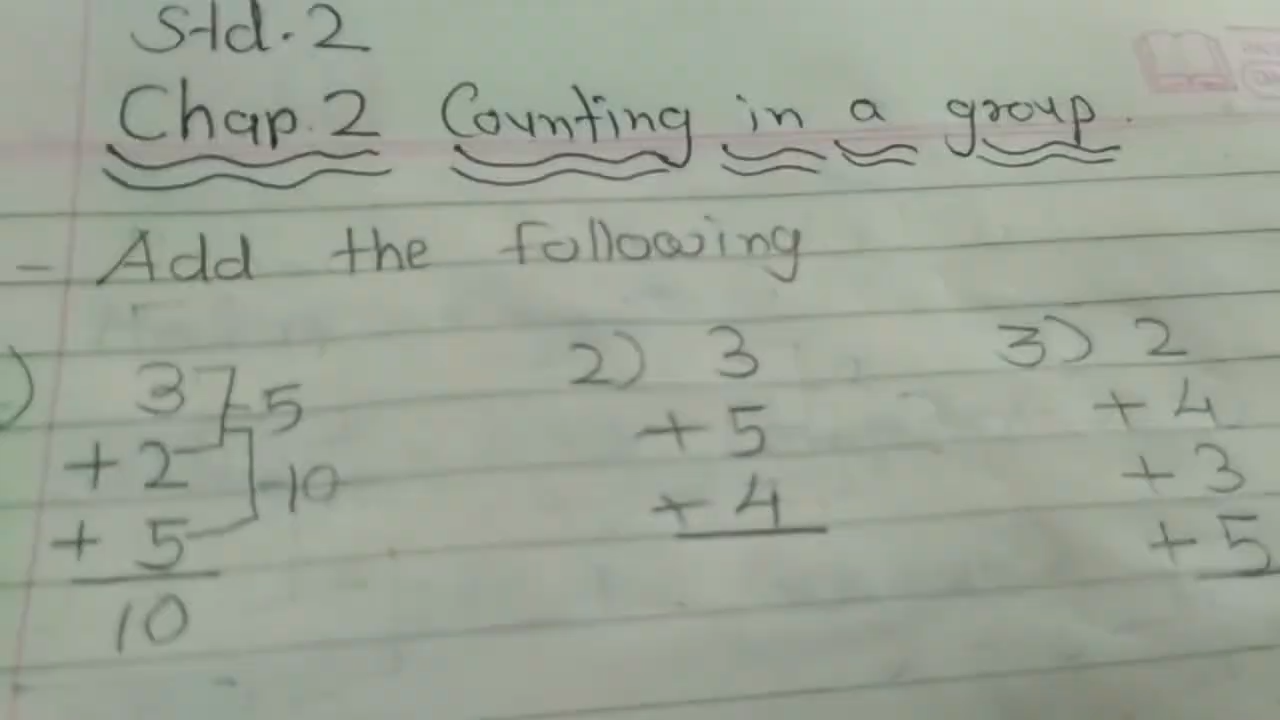 Std. 2
Chap. 2 Counting in a group.
- Add the following
) 3 5 2) 3 3) 2
+ 2 10 + 5 + 4
+ 5 + 4 + 3
+ 5
10